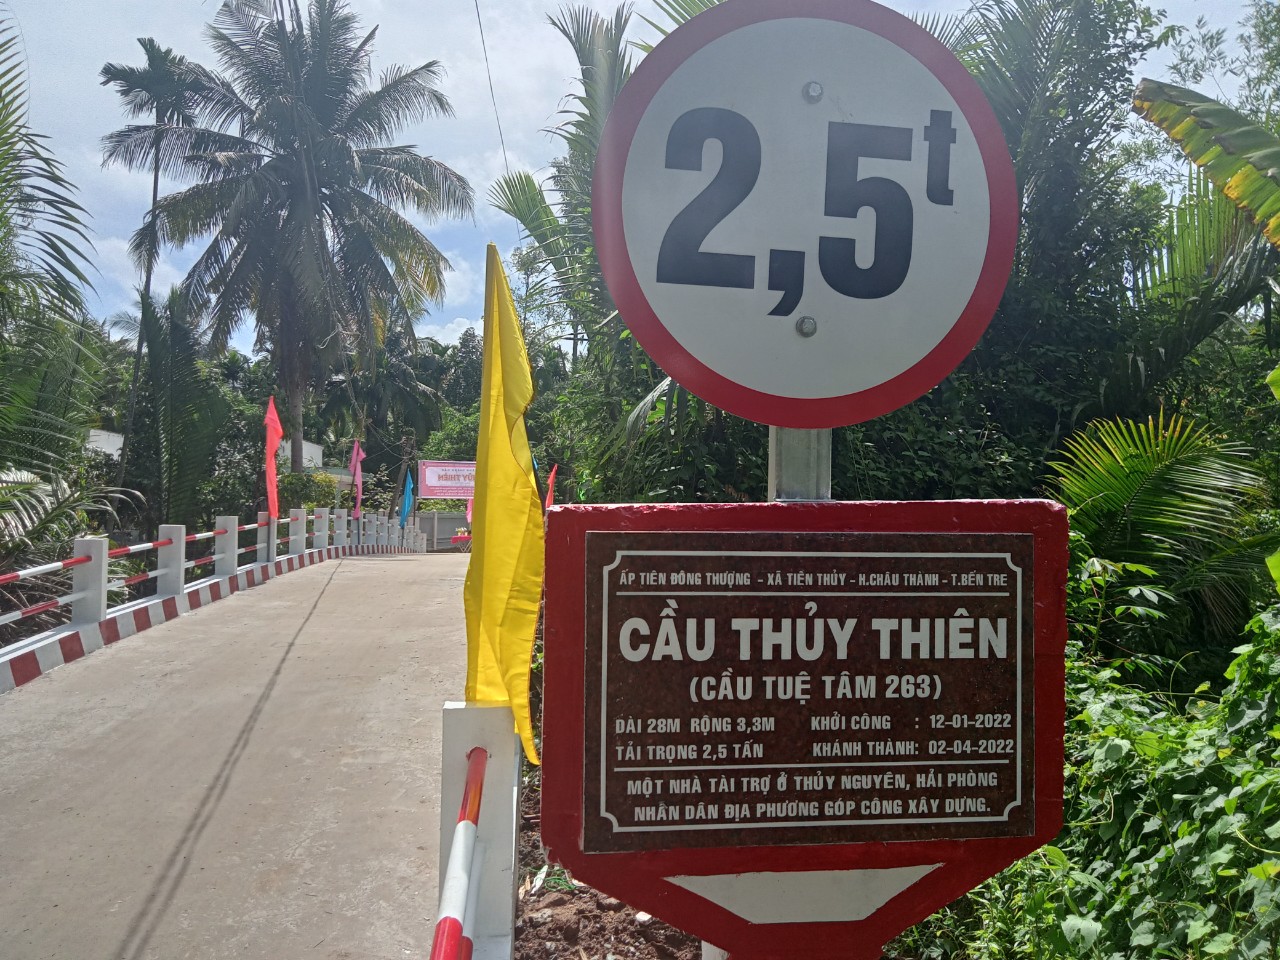 2,5t
ẤP TIÊN ĐÔNG THƯỢNG - XÃ TIÊN THỦY - H.CHÂU THÀNH - T.BẾN TRE
CẦU THỦY THIÊN
(CẦU TUỆ TÂM 263)
DÀI 28M RỘNG 3,3M KHỞI CÔNG : 12-01-2022
TẢI TRỌNG 2,5 TẤN KHÁNH THÀNH: 02-04-2022
MỘT NHÀ TÀI TRỢ Ở THỦY NGUYÊN, HẢI PHÒNG
NHÂN DÂN ĐỊA PHƯƠNG GÓP CÔNG XÂY DỰNG.